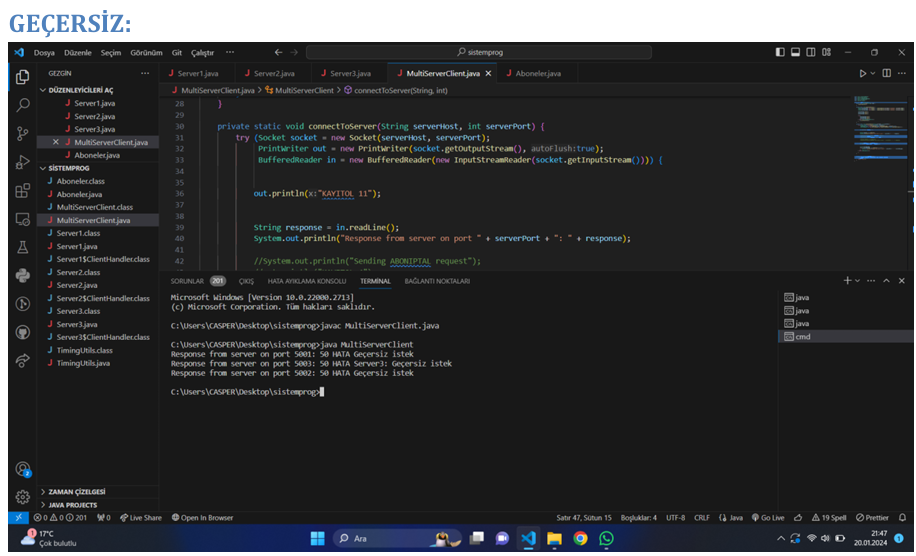 GEÇERSİZ:
Dosya Düzenle Seçim Görünüm Git Çalıştır ··· sistemprog
GEZGİN ···
DÜZENLEYİCİLERİ AÇ
Server1.java
Server2.java
Server3.java
MultiServerClient.java
Aboneler.java
SİSTEMPROG
Aboneler.class
Aboneler.java
MultiServerClient.class
MultiServerClient.java
Server1.class
Server1.java
Server1$ClientHandler.class
Server2.class
Server2.java
Server2$ClientHandler.class
Server3.class
Server3.java
Server3$ClientHandler.class
TimingUtils.class
TimingUtils.java
ZAMAN ÇİZELGESİ
JAVA PROJECTS
Server1.java Server2.java Server3.java MultiServerClient.java Aboneler.java
MultiServerClient.java > MultiServerClient > connectToServer(String, int)
28 }
29
30 private static void connectToServer(String serverHost, int serverPort) {
31 try (Socket socket = new Socket(serverHost, serverPort);
32 PrintWriter out = new PrintWriter(socket.getOutputStream(), autoFlush:true);
33 BufferedReader in = new BufferedReader(new InputStreamReader(socket.getInputStream()))) {
34
35
36 out.println(x:"KAYITOL 11");
37
38
39 String response = in.readLine();
40 System.out.println("Response from server on port " + serverPort + ": " + response);
41
42 //System.out.println("Sending ABONIPTAL request");
SORUNLAR 201 ÇIKIŞ HATA AYIKLAMA KONSOLU TERMİNAL BAĞLANTI NOKTALARI
Microsoft Windows [Version 10.0.22000.2713]
(c) Microsoft Corporation. Tüm hakları saklıdır.
C:\Users\CASPER\Desktop\sistemprog>javac MultiServerClient.java
C:\Users\CASPER\Desktop\sistemprog>java MultiServerClient
Response from server on port 5001: 50 HATA Geçersiz istek
Response from server on port 5003: 50 HATA Server3: Geçersiz istek
Response from server on port 5002: 50 HATA Geçersiz istek
C:\Users\CASPER\Desktop\sistemprog>
java
java
java
cmd
0 0 201 0 Live Share Open In Browser Satır 47, Sütun 15 Boşluklar: 4 UTF-8 CRLF Java Go Live 19 Spell Prettier
17°C
Çok bulutlu
Ara
21:47
20.01.2024